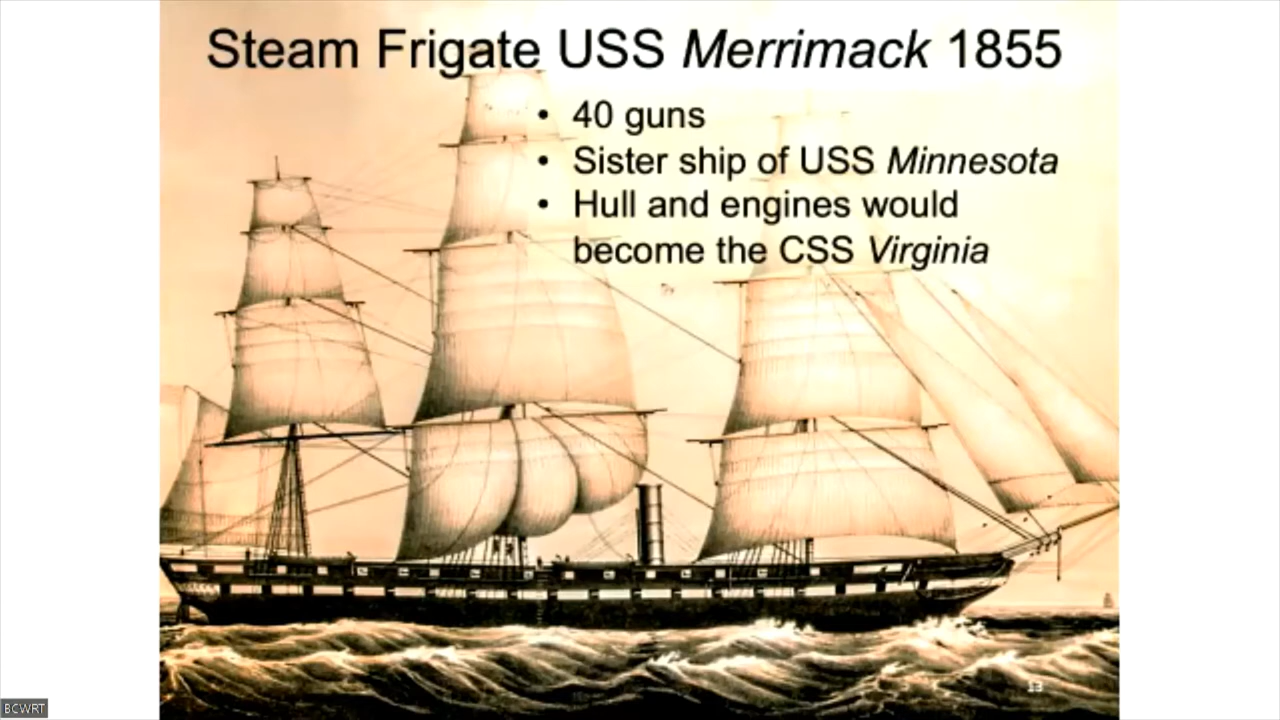 Steam Frigate USS Merrimack 1855
• 40 guns
• Sister ship of USS Minnesota
• Hull and engines would
become the CSS Virginia
13
BCWRT